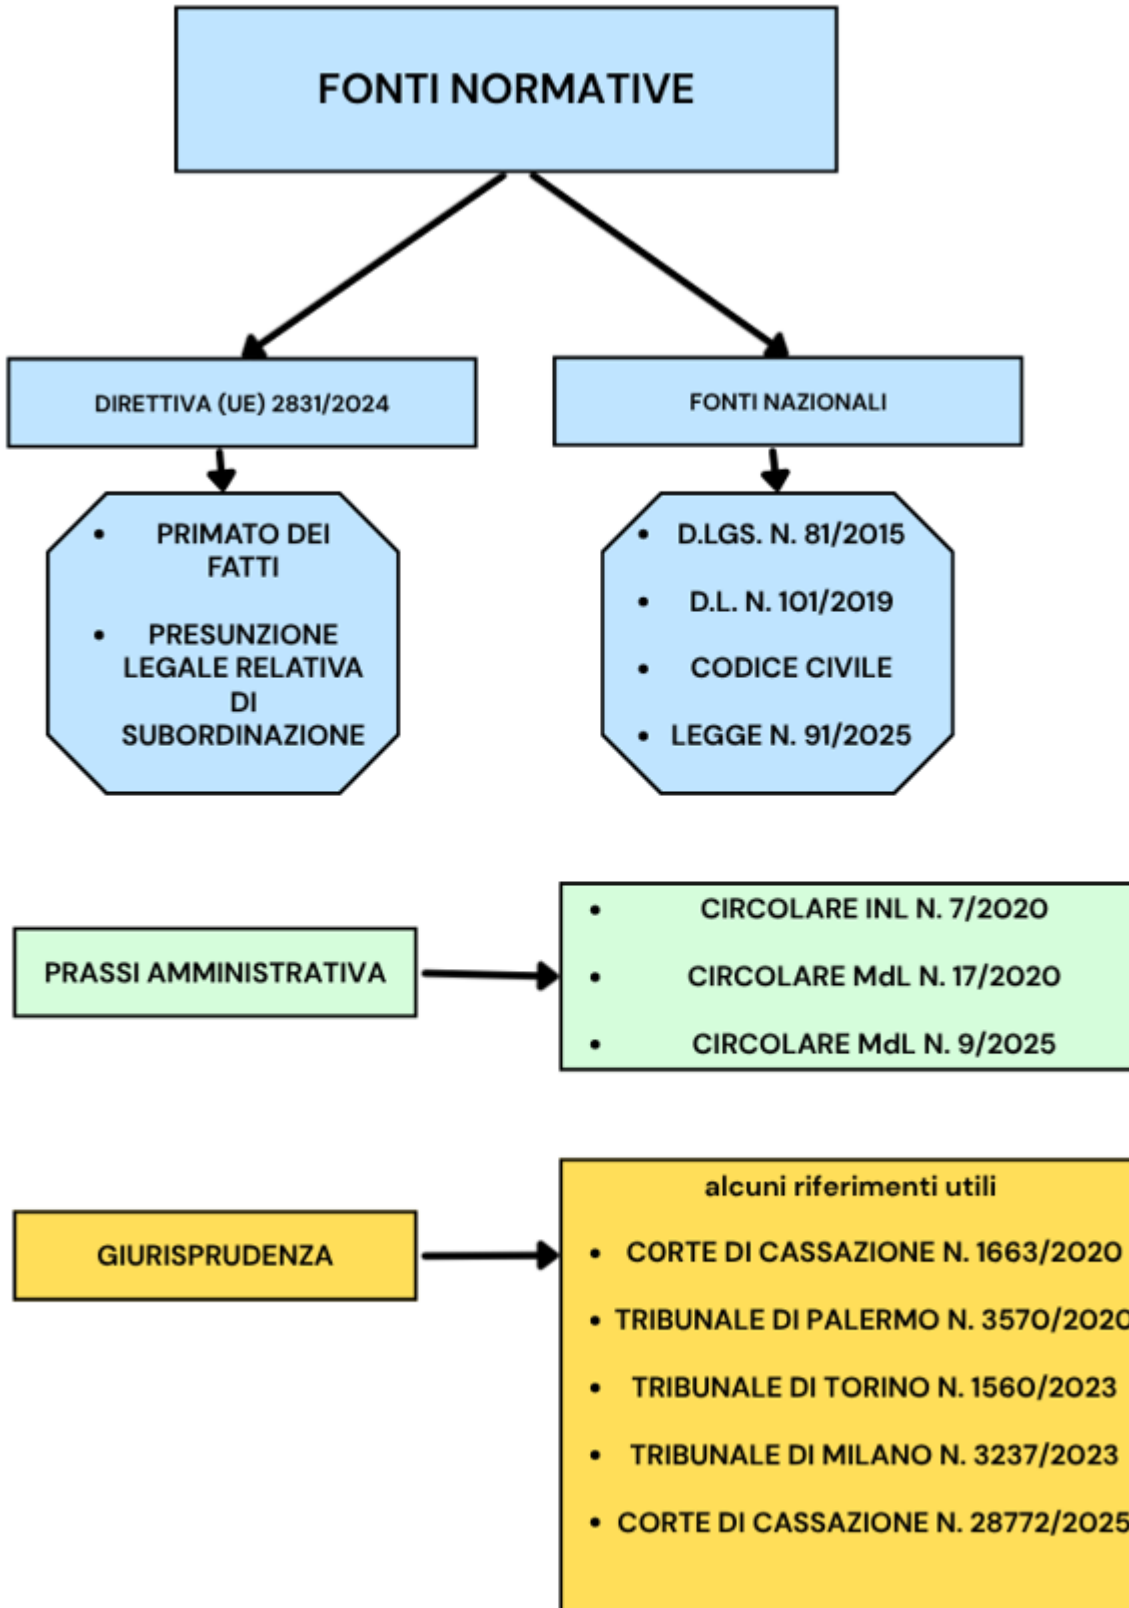 FONTI NORMATIVE
DIRETTIVA (UE) 2831/2024
FONTI NAZIONALI
• PRIMATO DEI
FATTI
• PRESUNZIONE
LEGALE RELATIVA
DI
SUBORDINAZIONE
• D.LGS. N. 81/2015
• D.L. N. 101/2019
• CODICE CIVILE
• LEGGE N. 91/2025
PRASSI AMMINISTRATIVA
• CIRCOLARE INL N. 7/2020
• CIRCOLARE MdL N. 17/2020
• CIRCOLARE MdL N. 9/2025
GIURISPRUDENZA
alcuni riferimenti utili
• CORTE DI CASSAZIONE N. 1663/2020
• TRIBUNALE DI PALERMO N. 3570/2020
• TRIBUNALE DI TORINO N. 1560/2023
• TRIBUNALE DI MILANO N. 3237/2023
• CORTE DI CASSAZIONE N. 28772/2025